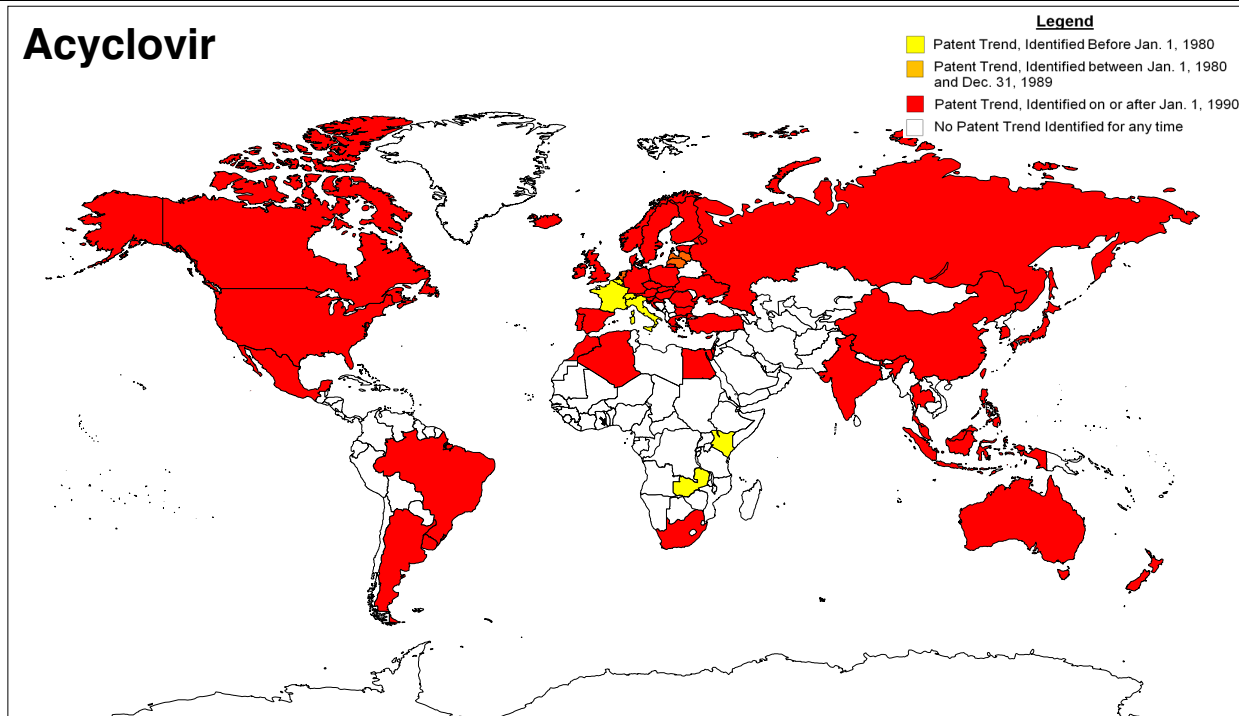 Acyclovir
Legend
Patent Trend, Identified Before Jan. 1, 1980
Patent Trend, Identified between Jan. 1, 1980
and Dec. 31, 1989
Patent Trend, Identified on or after Jan. 1, 1990
No Patent Trend Identified for any time